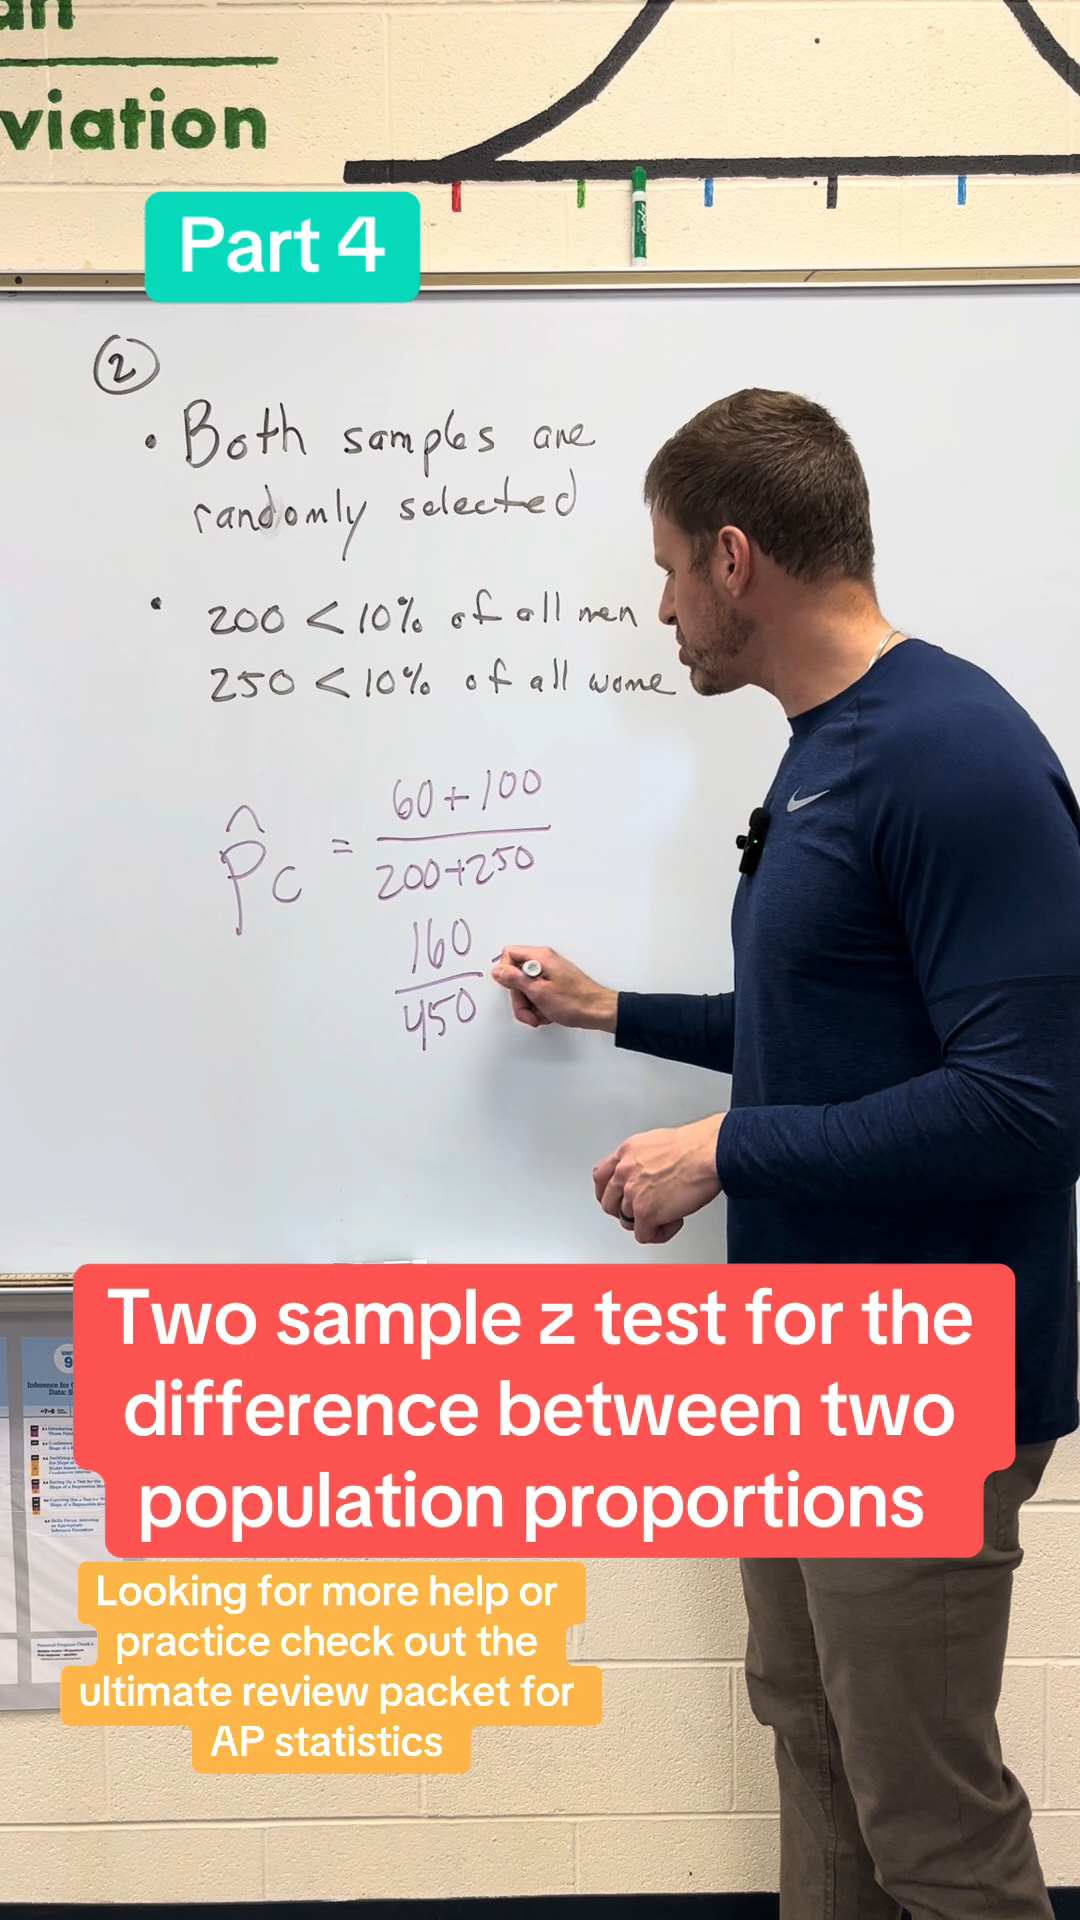 an
viation
Part 4
2
• Both samples are
randomly selected
• 200 < 10% of all men
250 < 10% of all wome
p̂c = 60+100
200+250
160
450
Two sample z test for the
difference between two
population proportions
Looking for more help or
practice check out the
ultimate review packet for
AP statistics